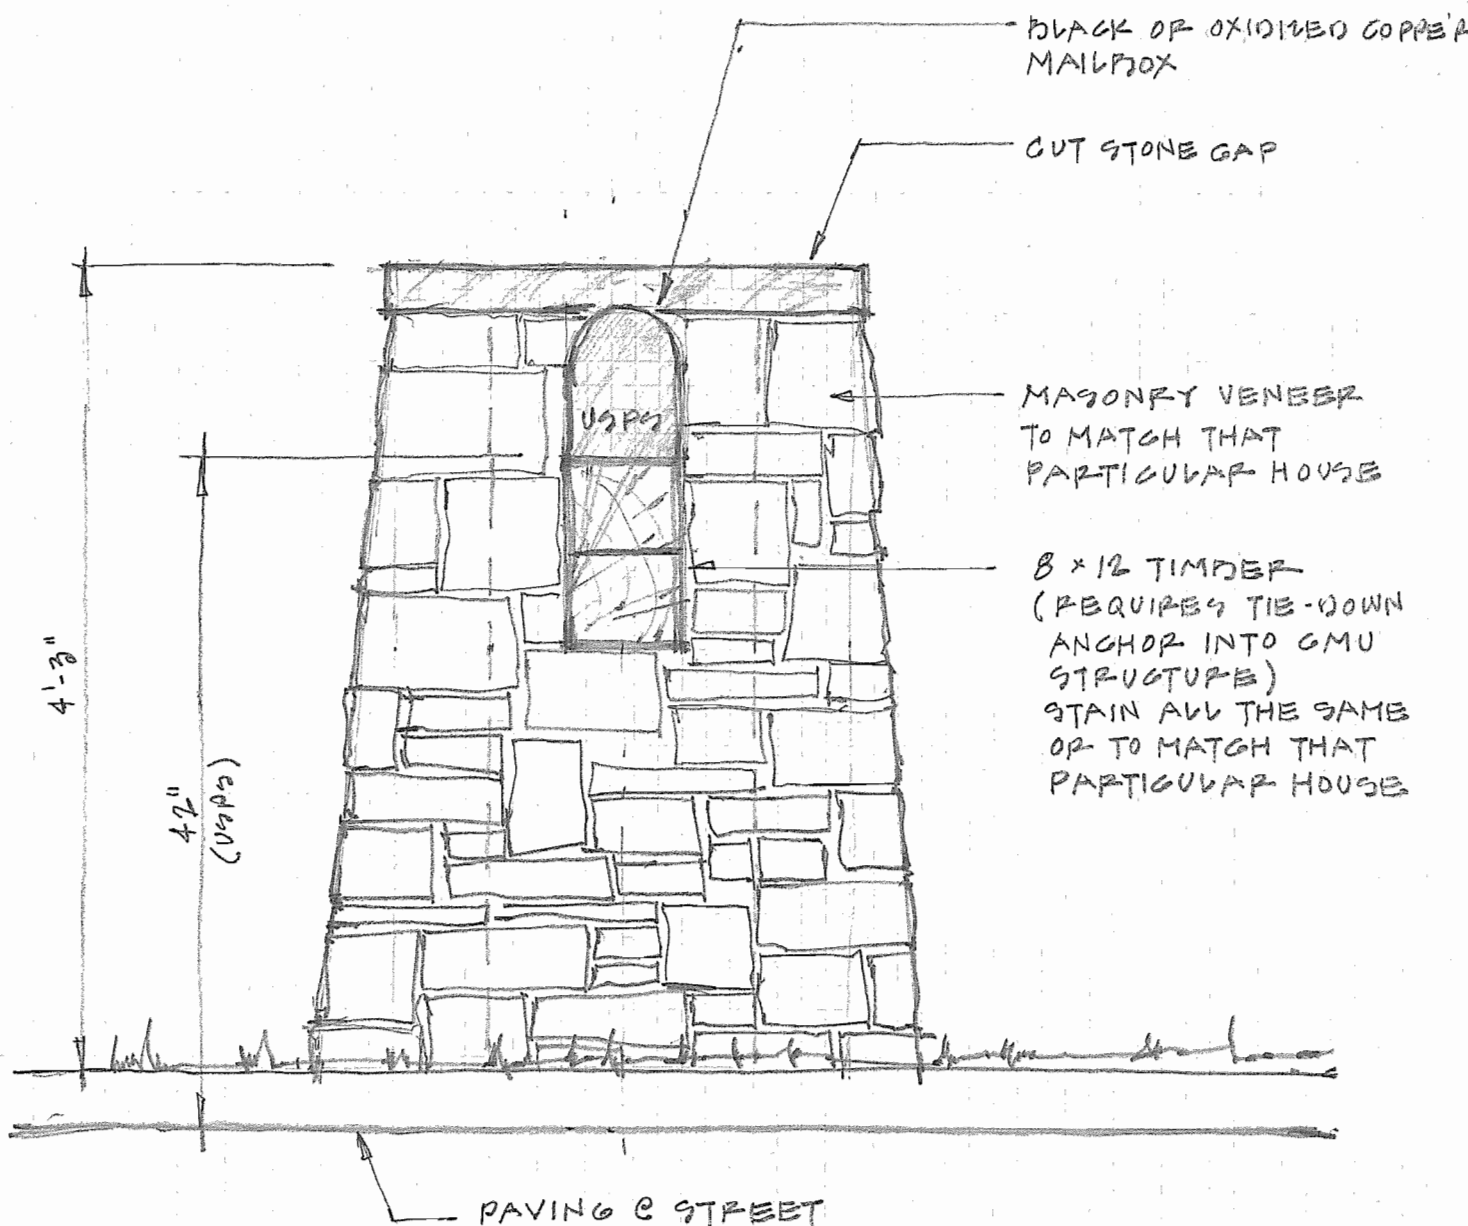 BLACK OR OXIDIZED COPPER
MAILBOX
CUT STONE CAP
USPS
MASONRY VENEER
TO MATCH THAT
PARTICULAR HOUSE
8 x 12 TIMBER
(REQUIRES TIE-DOWN
ANCHOR INTO CMU
STRUCTURE)
STAIN ALL THE SAME
OR TO MATCH THAT
PARTICULAR HOUSE
4'-3"
42"
(USPS)
PAVING @ STREET